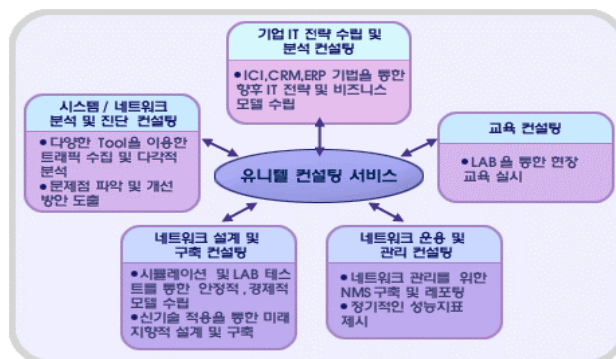 기업 IT 전략 수립 및
분석 컨설팅
●ICI,CRM,ERP 기법을 통한
향후 IT 전략 및 비즈니스
모델 수립
시스템 / 네트워크
분석 및 진단 컨설팅
●다양한 Tool을 이용한
트래픽 수집 및 다각적
분석
●문제점 파악 및 개선
방안 도출
교육 컨설팅
●LAB을 통한 현장
교육 실시
유니텔 컨설팅 서비스
네트워크 설계 및
구축 컨설팅
●시뮬레이션 및 LAB 테스
트를 통한 안정적 , 경제적
모델 수립
●신기술 적용을 통한 미래
지향적 설계 및 구축
네트워크 운용 및
관리 컨설팅
●네트워크 관리를 위한
NMS 구축 및 레포팅
●정기적인 성능지표
제시